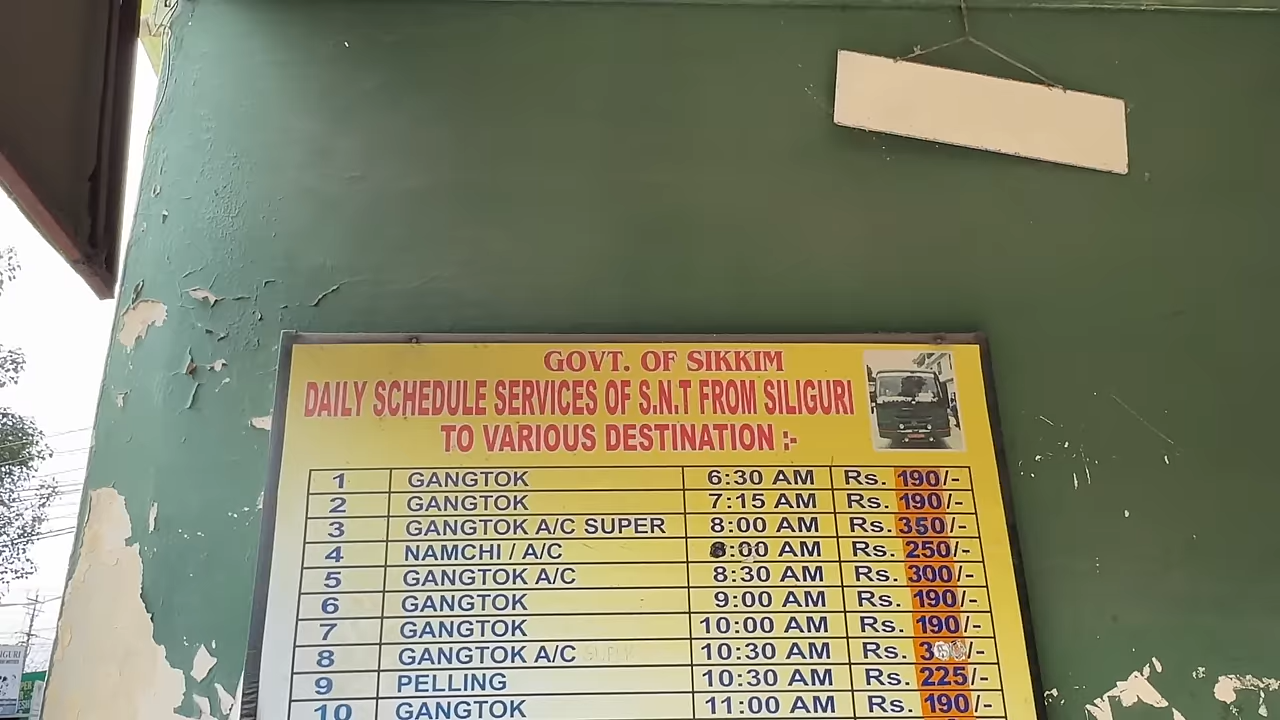 GOVT. OF SIKKIM
DAILY SCHEDULE SERVICES OF S.N.T FROM SILIGURI
TO VARIOUS DESTINATION :-
1 GANGTOK 6:30 AM Rs. 190/-
2 GANGTOK 7:15 AM Rs. 190/-
3 GANGTOK A/C SUPER 8:00 AM Rs. 350/-
4 NAMCHI / A/C 8:00 AM Rs. 250/-
5 GANGTOK A/C 8:30 AM Rs. 300/-
6 GANGTOK 9:00 AM Rs. 190/-
7 GANGTOK 10:00 AM Rs. 190/-
8 GANGTOK A/C 10:30 AM Rs. 300/-
9 PELLING 10:30 AM Rs. 225/-
10 GANGTOK 11:00 AM Rs. 190/-